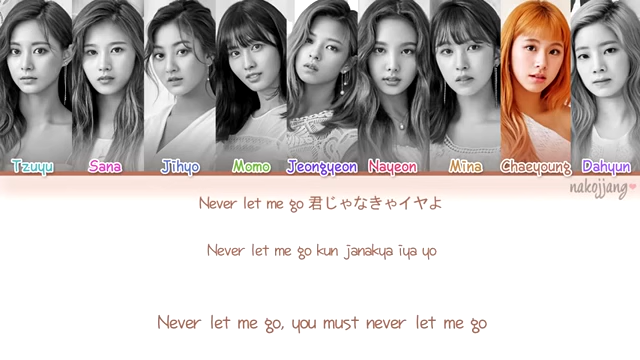 Tzuyu Sana Jihyo Momo Jeongyeon Nayeon Mina Chaeyoung Dahyun
nakojjang
Never let me go 君じゃなきゃイヤよ
Never let me go kun janakya iya yo
Never let me go, you must never let me go